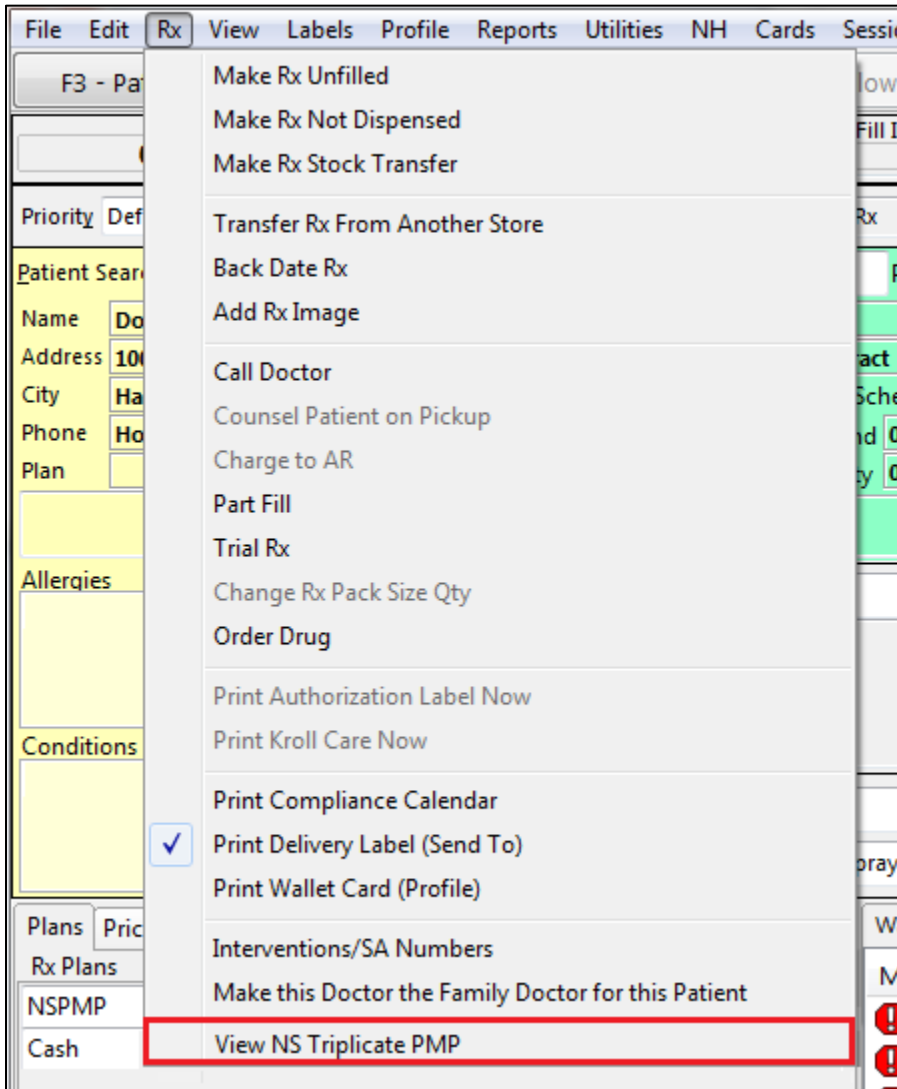 File Edit Rx View Labels Profile Reports Utilities NH Cards
F3 -
Make Rx Unfilled
Make Rx Not Dispensed
Fill
Make Rx Stock Transfer
Priority
Transfer Rx From Another Store
Rx
Patient
Back Date Rx
Name
Add Rx Image
Address
Call Doctor
City
Counsel Patient on Pickup
Phone
Charge to AR
Plan
Part Fill
Trial Rx
Allergies
Change Rx Pack Size Qty
Order Drug
Print Authorization Label Now
Print Kroll Care Now
Conditions
Print Compliance Calendar
Print Delivery Label (Send To)
Print Wallet Card (Profile)
Plans
Interventions/SA Numbers
Rx Plans
Make this Doctor the Family Doctor for this Patient
NSPMP
View NS Triplicate PMP
Cash